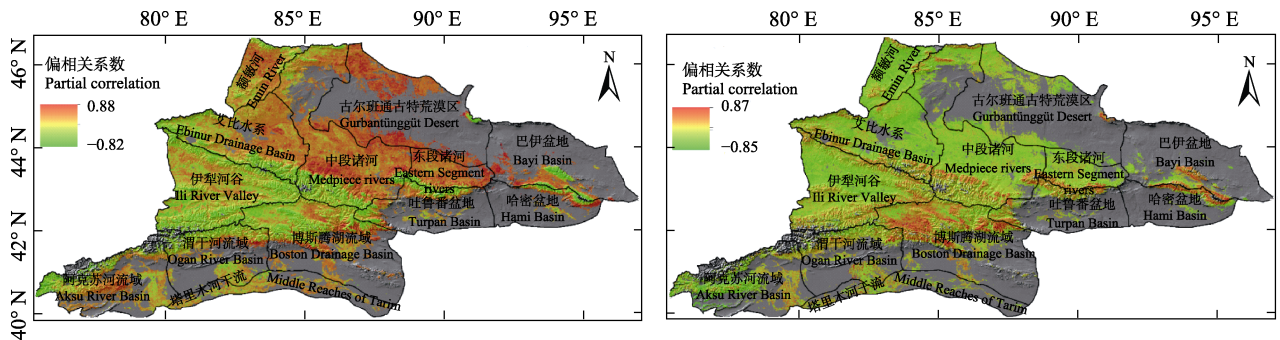 80° E
85° E
90° E
95° E
46° N
44° N
42° N
40° N
N
偏相关系数
Partial correlation
0.88
−0.82
额敏河
Emin River
古尔班通古特荒漠区
Gurbantünggüt Desert
艾比水系
Ebinur Drainage Basin
巴伊盆地
Bayi Basin
中段诸河
Medpiece rivers
东段诸河
Eastern Segment
rivers
伊犁河谷
Ili River Valley
吐鲁番盆地
Turpan Basin
哈密盆地
Hami Basin
渭干河流域
Ogan River Basin
博斯腾湖流域
Boston Drainage Basin
阿克苏河流域
Aksu River Basin
塔里木河干流
Middle Reaches of Tarim
80° E
85° E
90° E
95° E
N
偏相关系数
Partial correlation
0.87
−0.85
额敏河
Emin River
古尔班通古特荒漠区
Gurbantünggüt Desert
艾比水系
Ebinur Drainage Basin
巴伊盆地
Bayi Basin
中段诸河
Medpiece rivers
东段诸河
Eastern Segment
rivers
伊犁河谷
Ili River Valley
吐鲁番盆地
Turpan Basin
哈密盆地
Hami Basin
渭干河流域
Ogan River Basin
博斯腾湖流域
Boston Drainage Basin
阿克苏河流域
Aksu River Basin
塔里木河干流
Middle Reaches of Tarim